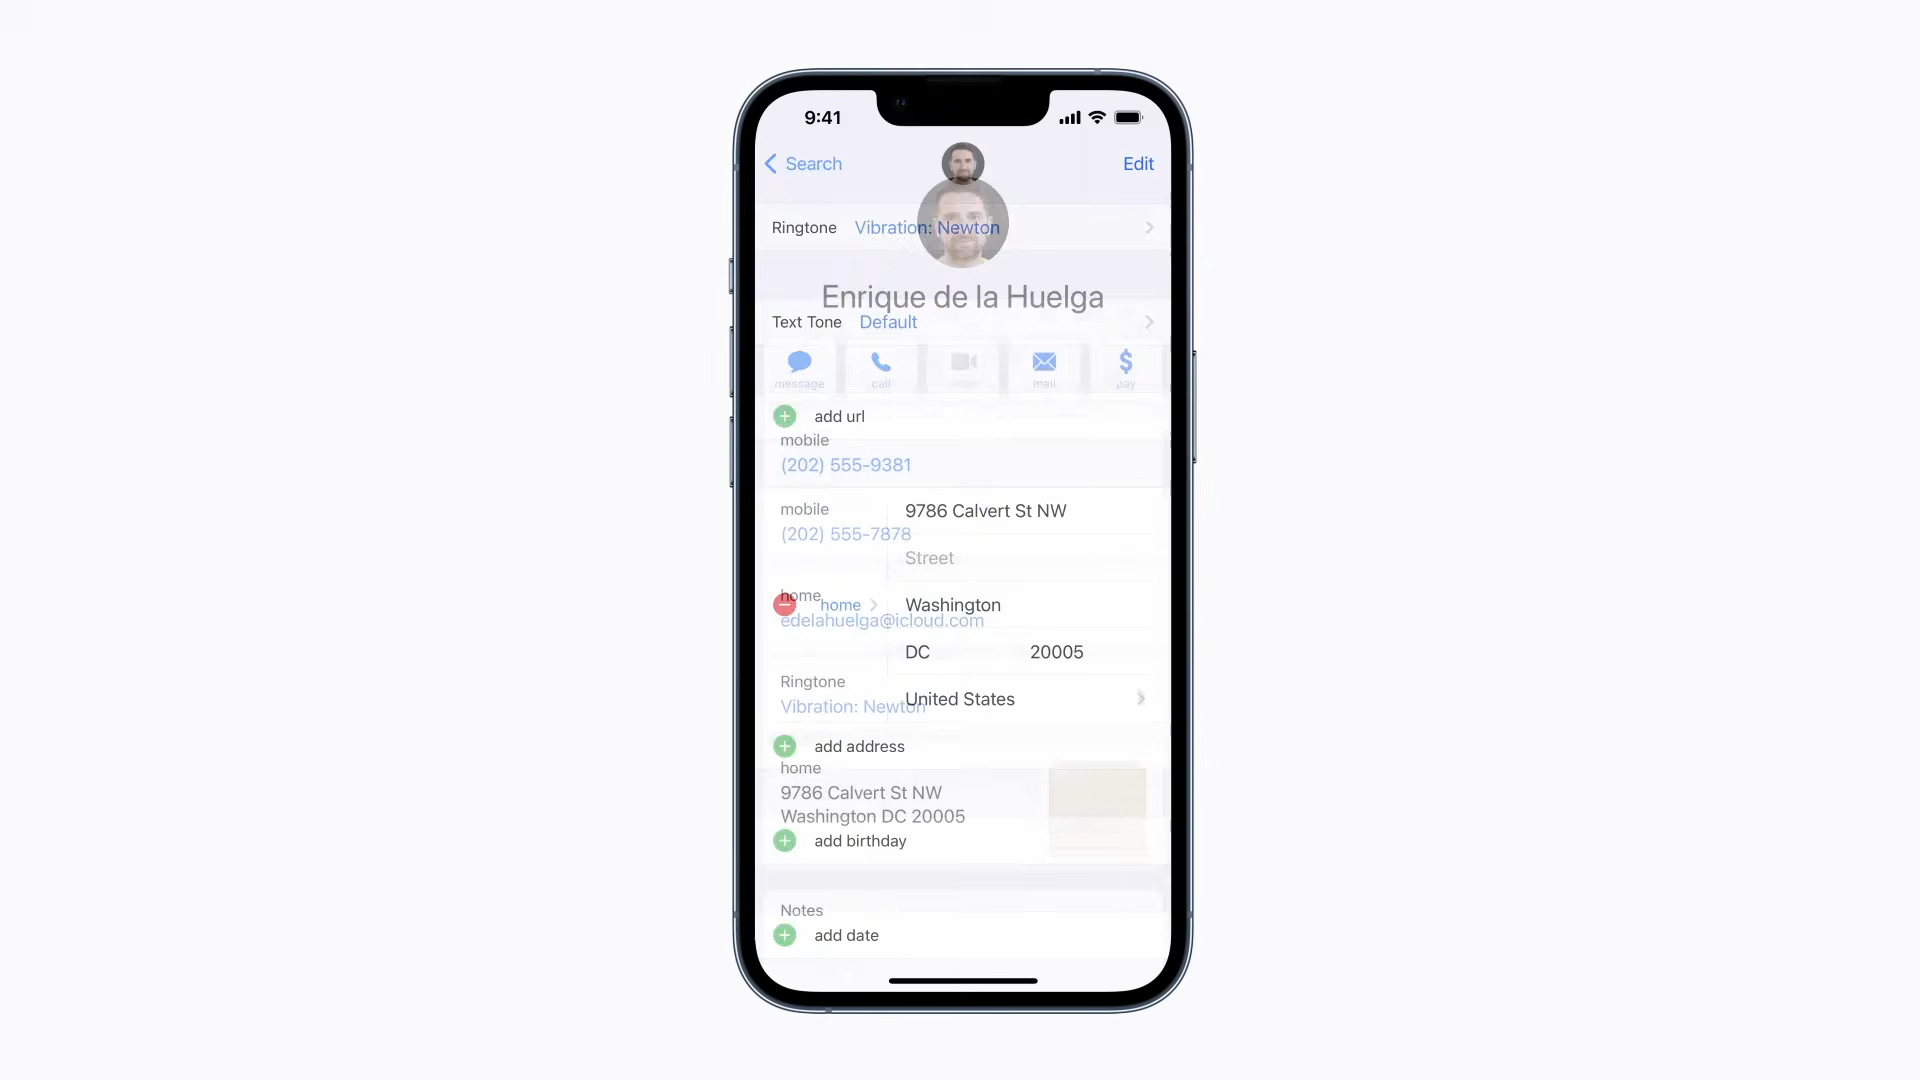 9:41
Search
Edit
Ringtone Vibration: Newton
Enrique de la Huelga
Text Tone Default
message call mail pay
add url
mobile
(202) 555-9381
mobile
9786 Calvert St NW
(202) 555-7878
Street
home
home
Washington
edelahuelga@icloud.com
DC 20005
Ringtone
United States
Vibration: Newton
add address
home
9786 Calvert St NW
Washington DC 20005
add birthday
Notes
add date